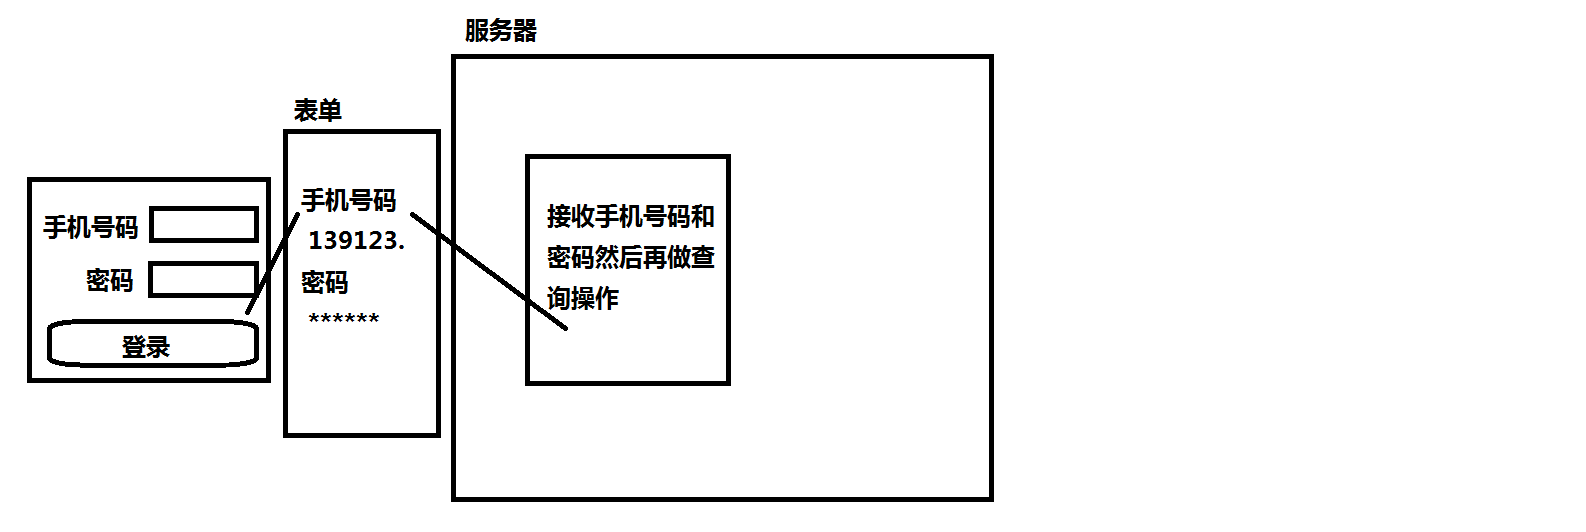 服务器
表单
手机号码
密码
登录
手机号码
139123.
密码
******
接收手机号码和
密码然后再做查
询操作